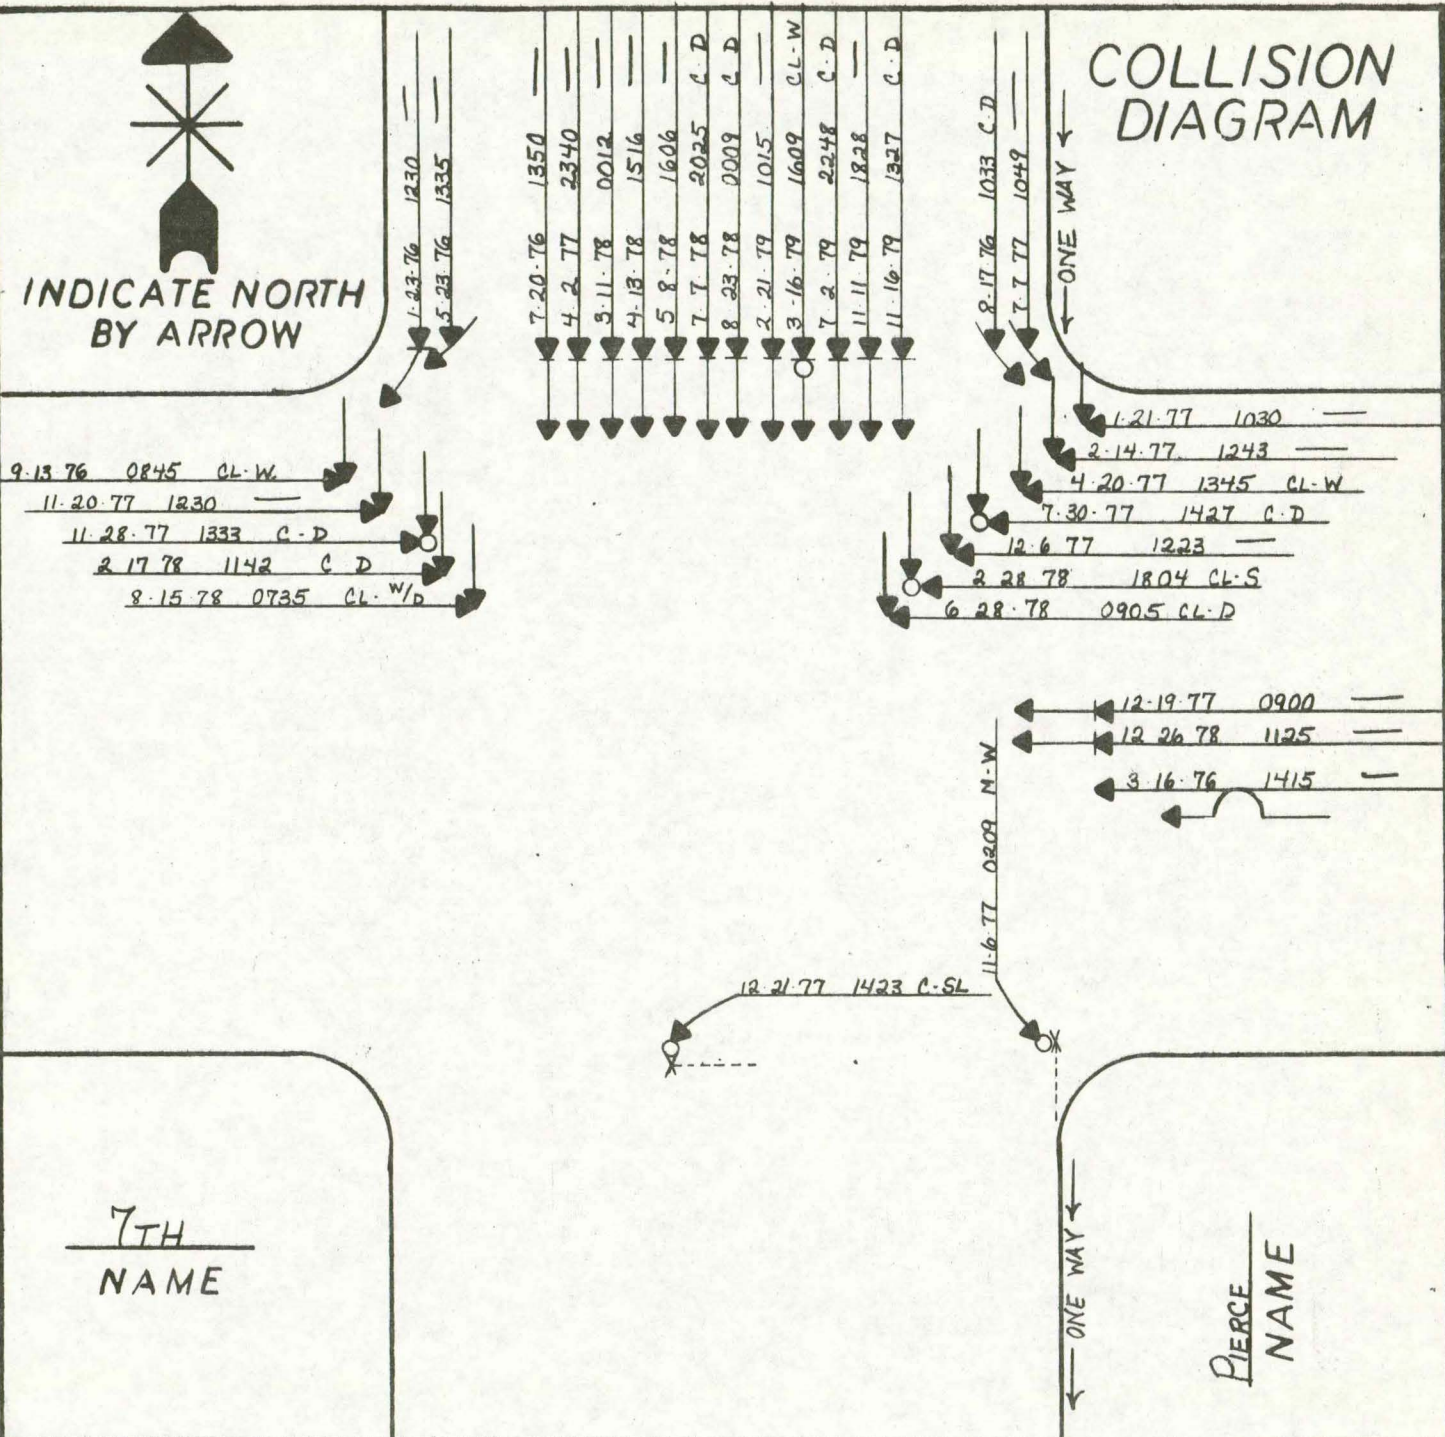 COLLISION
DIAGRAM
INDICATE NORTH
BY ARROW
1·23·76 1230 —
5·23·76 1335 —
7·20·76 1350 —
4·2·77 2340 —
3·11·78 0012 —
4·13·78 1516 —
5·8·78 1606 —
7·7·78 2025 C·D
8·23·78 0009 C·D
2·21·79 1015 —
3·16·79 1609 CL-W
7·2·79 2248 C·D
11·11·79 1828 —
11·16·79 1327 C·D
8·17·76 1033 C·D
7·7·77 1049 —
ONE WAY
9·13 76 0845 CL-W
11·20·77 1230 —
11·28·77 1333 C-D
2 17 78 1142 C D
8·15·78 0735 CL- W/D
1·21·77 1030 —
2·14·77 1243 —
4·20·77 1345 CL-W
7·30·77 1427 C·D
12·6 77 1223 —
2 28 78 1804 CL-S
6 28·78 0905 CL-D
12·19·77 0900 —
12 26 78 1125 —
3·16·76 1415 —
11·6·77 0209 M-W
12·21·77 1423 C-SL
7TH
NAME
ONE WAY
PIERCE
NAME